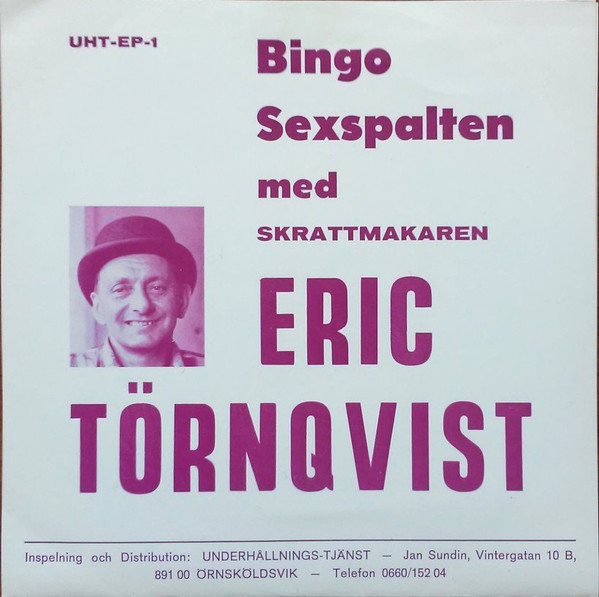 UHT-EP-1
Bingo
Sexspalten
med
SKRATTMAKAREN
ERIC
TÖRNQVIST
Inspelning och Distribution: UNDERHÅLLNINGS-TJÄNST — Jan Sundin, Vintergatan 10 B,
891 00 ÖRNSKÖLDSVIK — Telefon 0660/152 04